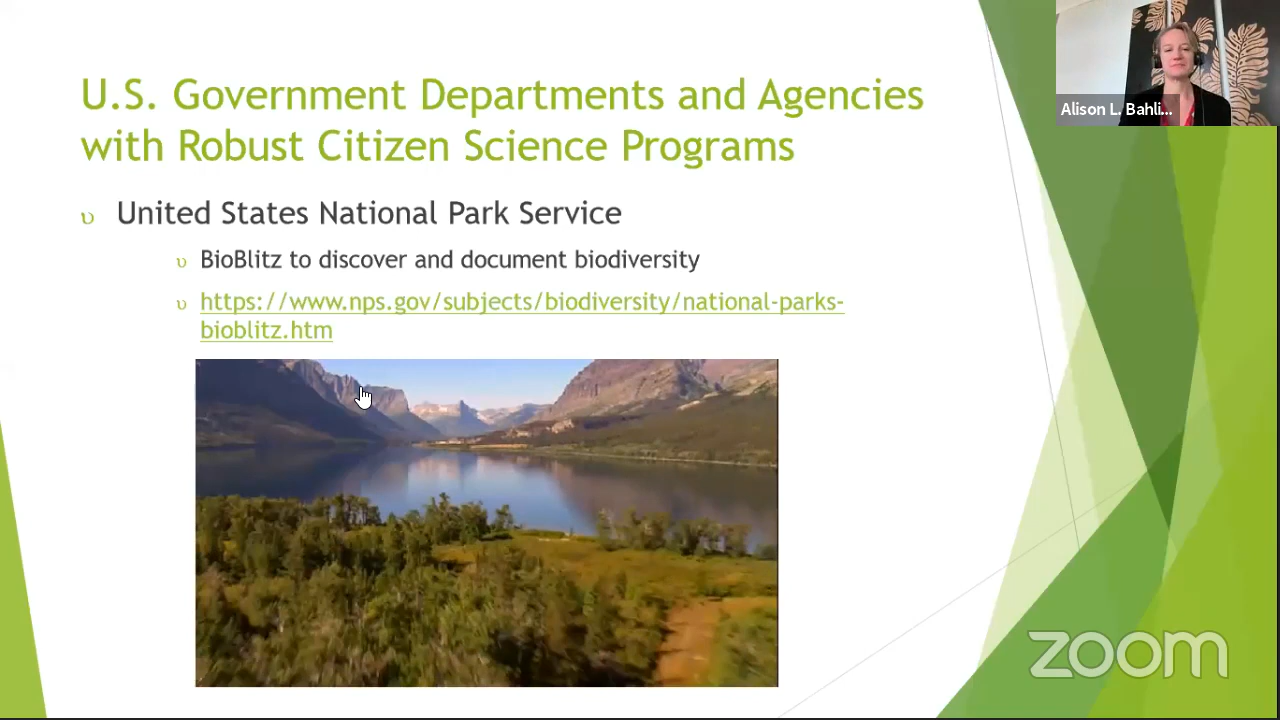 U.S. Government Departments and Agencies
with Robust Citizen Science Programs
Alison L. Bahli...
υ United States National Park Service
υ BioBlitz to discover and document biodiversity
υ https://www.nps.gov/subjects/biodiversity/national-parks-
bioblitz.htm
zoom